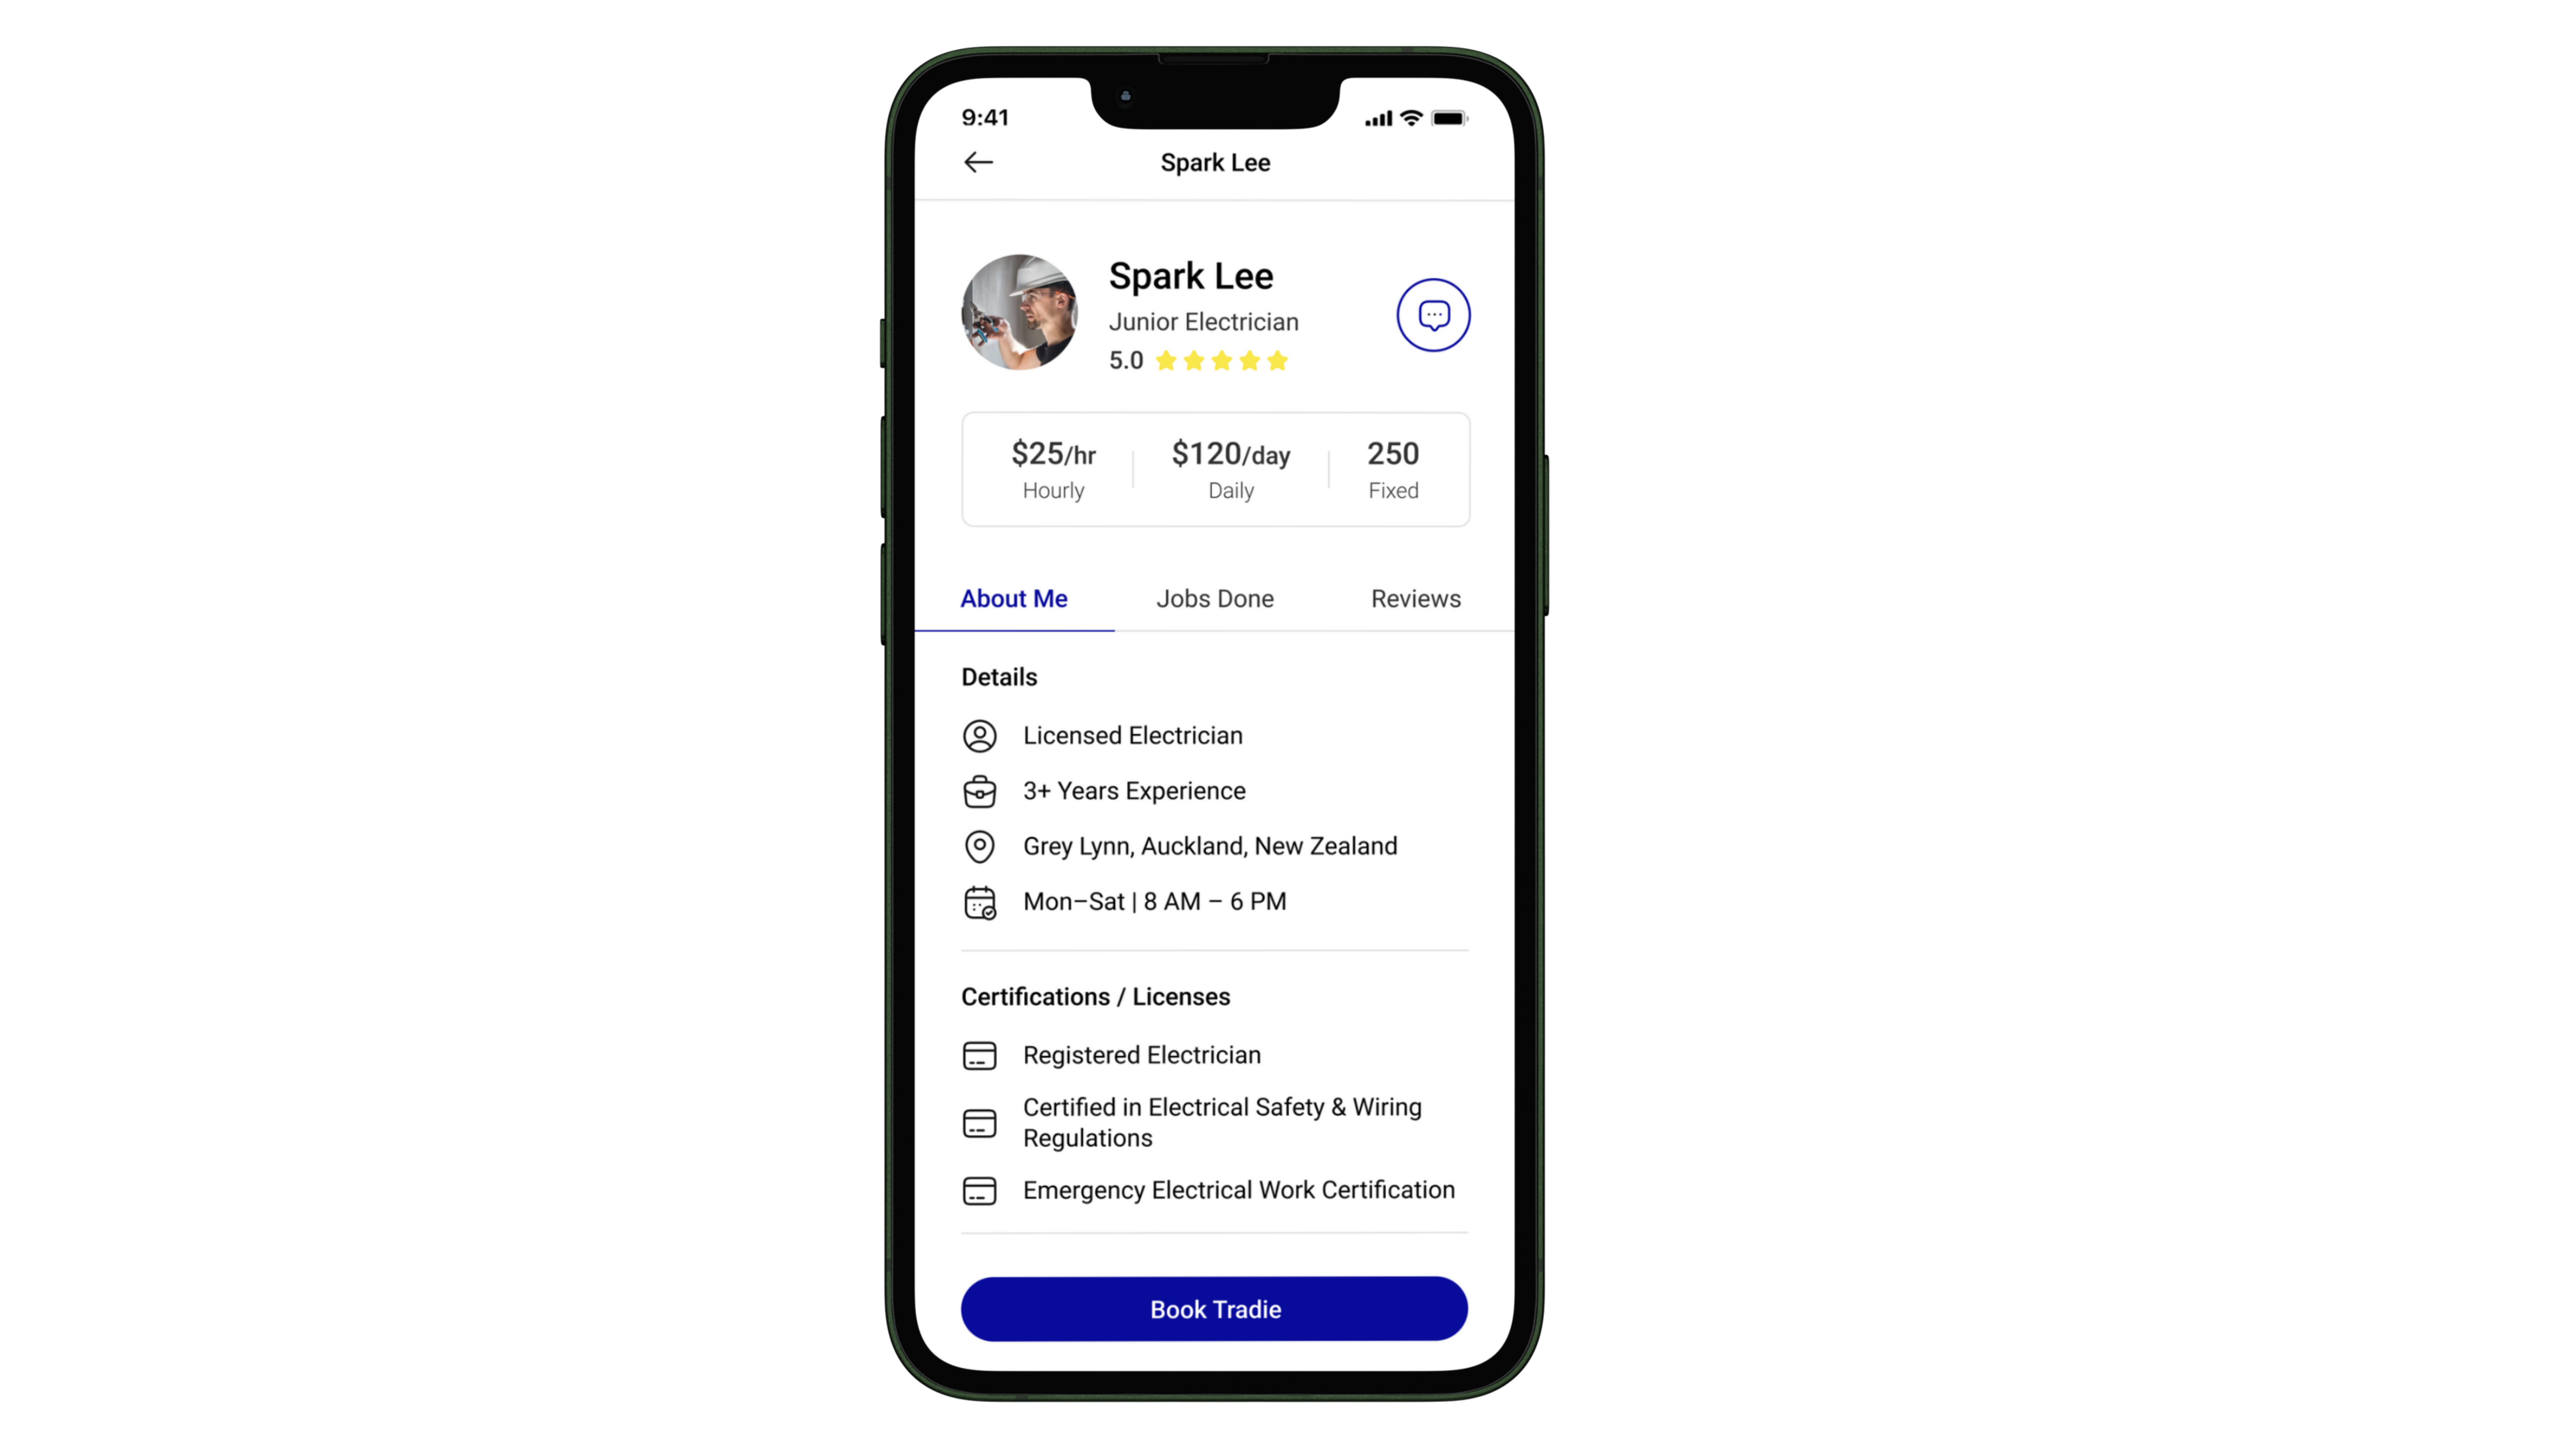 9:41
Spark Lee
Spark Lee
Junior Electrician
5.0
$25/hr
$120/day
250
Hourly
Daily
Fixed
About Me
Jobs Done
Reviews
Details
Licensed Electrician
3+ Years Experience
Grey Lynn, Auckland, New Zealand
Mon–Sat | 8 AM – 6 PM
Certifications / Licenses
Registered Electrician
Certified in Electrical Safety & Wiring
Regulations
Emergency Electrical Work Certification
Book Tradie